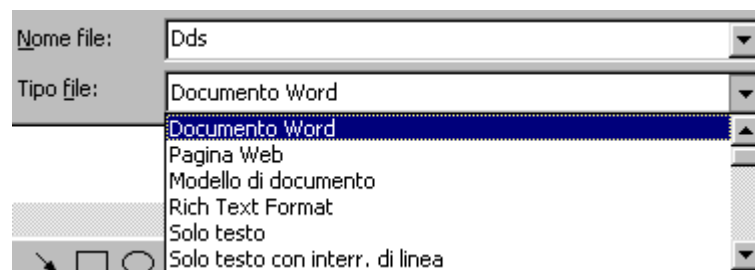 Nome file: Dds
Tipo file: Documento Word
Documento Word
Pagina Web
Modello di documento
Rich Text Format
Solo testo
Solo testo con interr. di linea